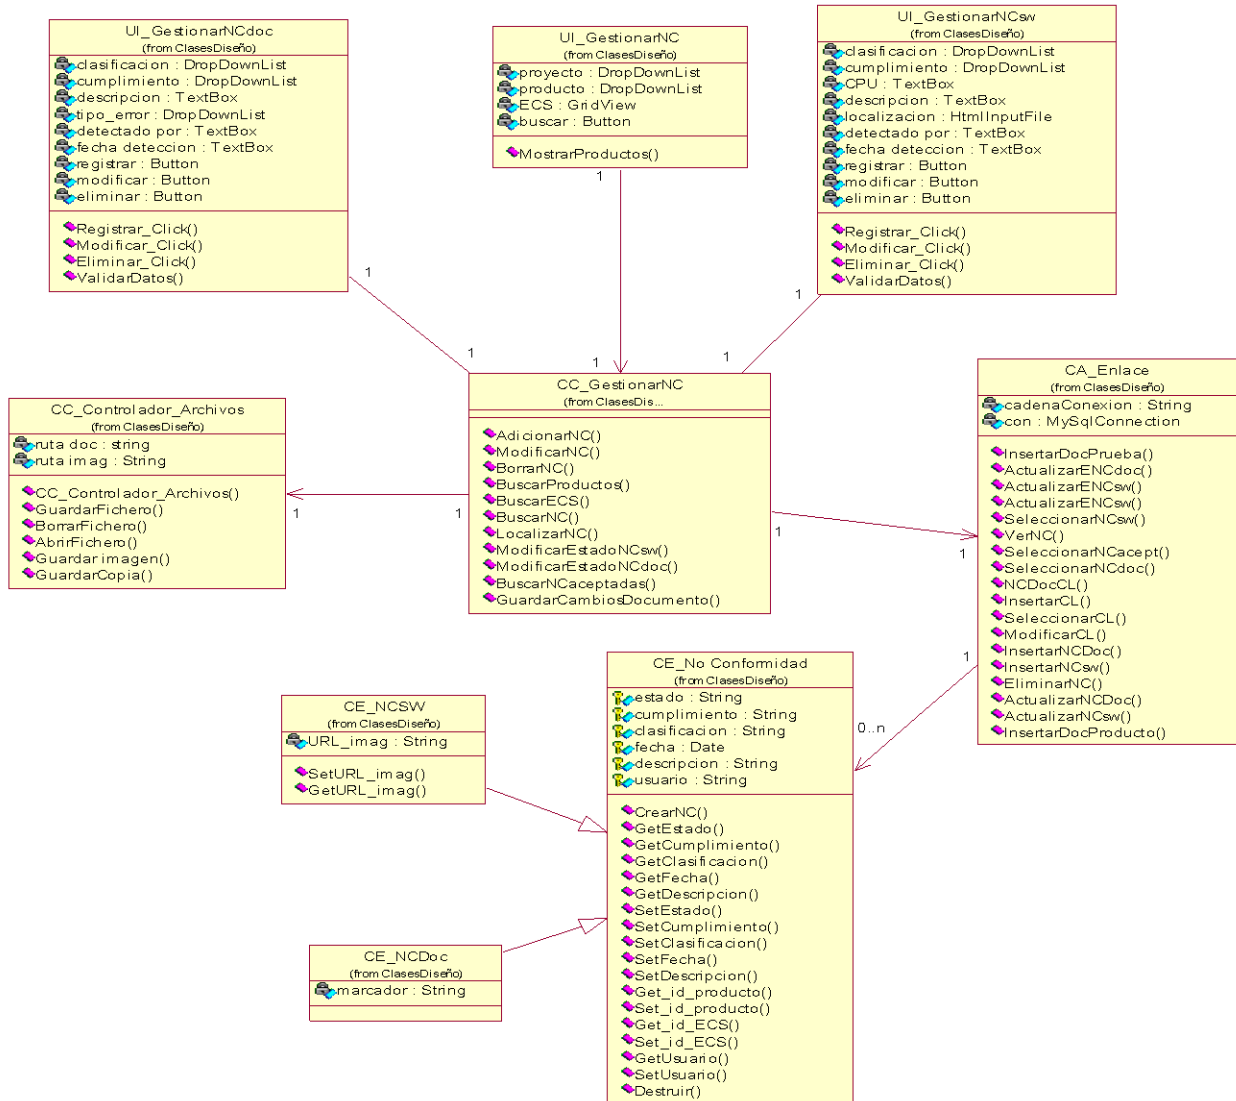 UI_GestionarNCdoc
(from ClasesDiseño)
clasificacion : DropDownList
cumplimiento : DropDownList
descripcion : TextBox
tipo_error : DropDownList
detectado por : TextBox
fecha deteccion : TextBox
registrar : Button
modificar : Button
eliminar : Button
Registrar_Click()
Modificar_Click()
Eliminar_Click()
ValidarDatos()
UI_GestionarNC
(from ClasesDiseño)
proyecto : DropDownList
producto : DropDownList
ECS : GridView
buscar : Button
MostrarProductos()
UI_GestionarNCsw
(from ClasesDiseño)
clasificacion : DropDownList
cumplimiento : DropDownList
CPU : TextBox
descripcion : TextBox
localizacion : HtmlInputFile
detectado por : TextBox
fecha deteccion : TextBox
registrar : Button
modificar : Button
eliminar : Button
Registrar_Click()
Modificar_Click()
Eliminar_Click()
ValidarDatos()
1
1
1
1
1
1
CC_Controlador_Archivos
(from ClasesDiseño)
ruta doc : string
ruta imag : String
CC_Controlador_Archivos()
GuardarFichero()
BorrarFichero()
AbrirFichero()
Guardar imagen()
GuardarCopia()
1
1
CC_GestionarNC
(from ClasesDis...
AdicionarNC()
ModificarNC()
BorrarNC()
BuscarProductos()
BuscarECS()
BuscarNC()
LocalizarNC()
ModificarEstadoNCsw()
ModificarEstadoNCdoc()
BuscarNCaceptadas()
GuardarCambiosDocumento()
1
1
CA_Enlace
(from ClasesDiseño)
cadenaConexion : String
con : MySqlConnection
InsertarDocPrueba()
ActualizarENCdoc()
ActualizarENCsw()
ActualizarENCsw()
SeleccionarNCsw()
VerNC()
SeleccionarNCacept()
SeleccionarNCdoc()
NCDocCL()
InsertarCL()
SeleccionarCL()
ModificarCL()
InsertarNCDoc()
InsertarNCsw()
EliminarNC()
ActualizarNCDoc()
ActualizarNCsw()
InsertarDocProducto()
1
0..n
CE_No Conformidad
(from ClasesDiseño)
estado : String
cumplimiento : String
clasificacion : String
fecha : Date
descripcion : String
usuario : String
CrearNC()
GetEstado()
GetCumplimiento()
GetClasificacion()
GetFecha()
GetDescripcion()
SetEstado()
SetCumplimiento()
SetClasificacion()
SetFecha()
SetDescripcion()
Get_id_producto()
Set_id_producto()
Get_id_ECS()
Set_id_ECS()
GetUsuario()
SetUsuario()
Destruir()
CE_NCSW
(from ClasesDiseño)
URL_imag : String
SetURL_imag()
GetURL_imag()
CE_NCDoc
(from ClasesDiseño)
marcador : String